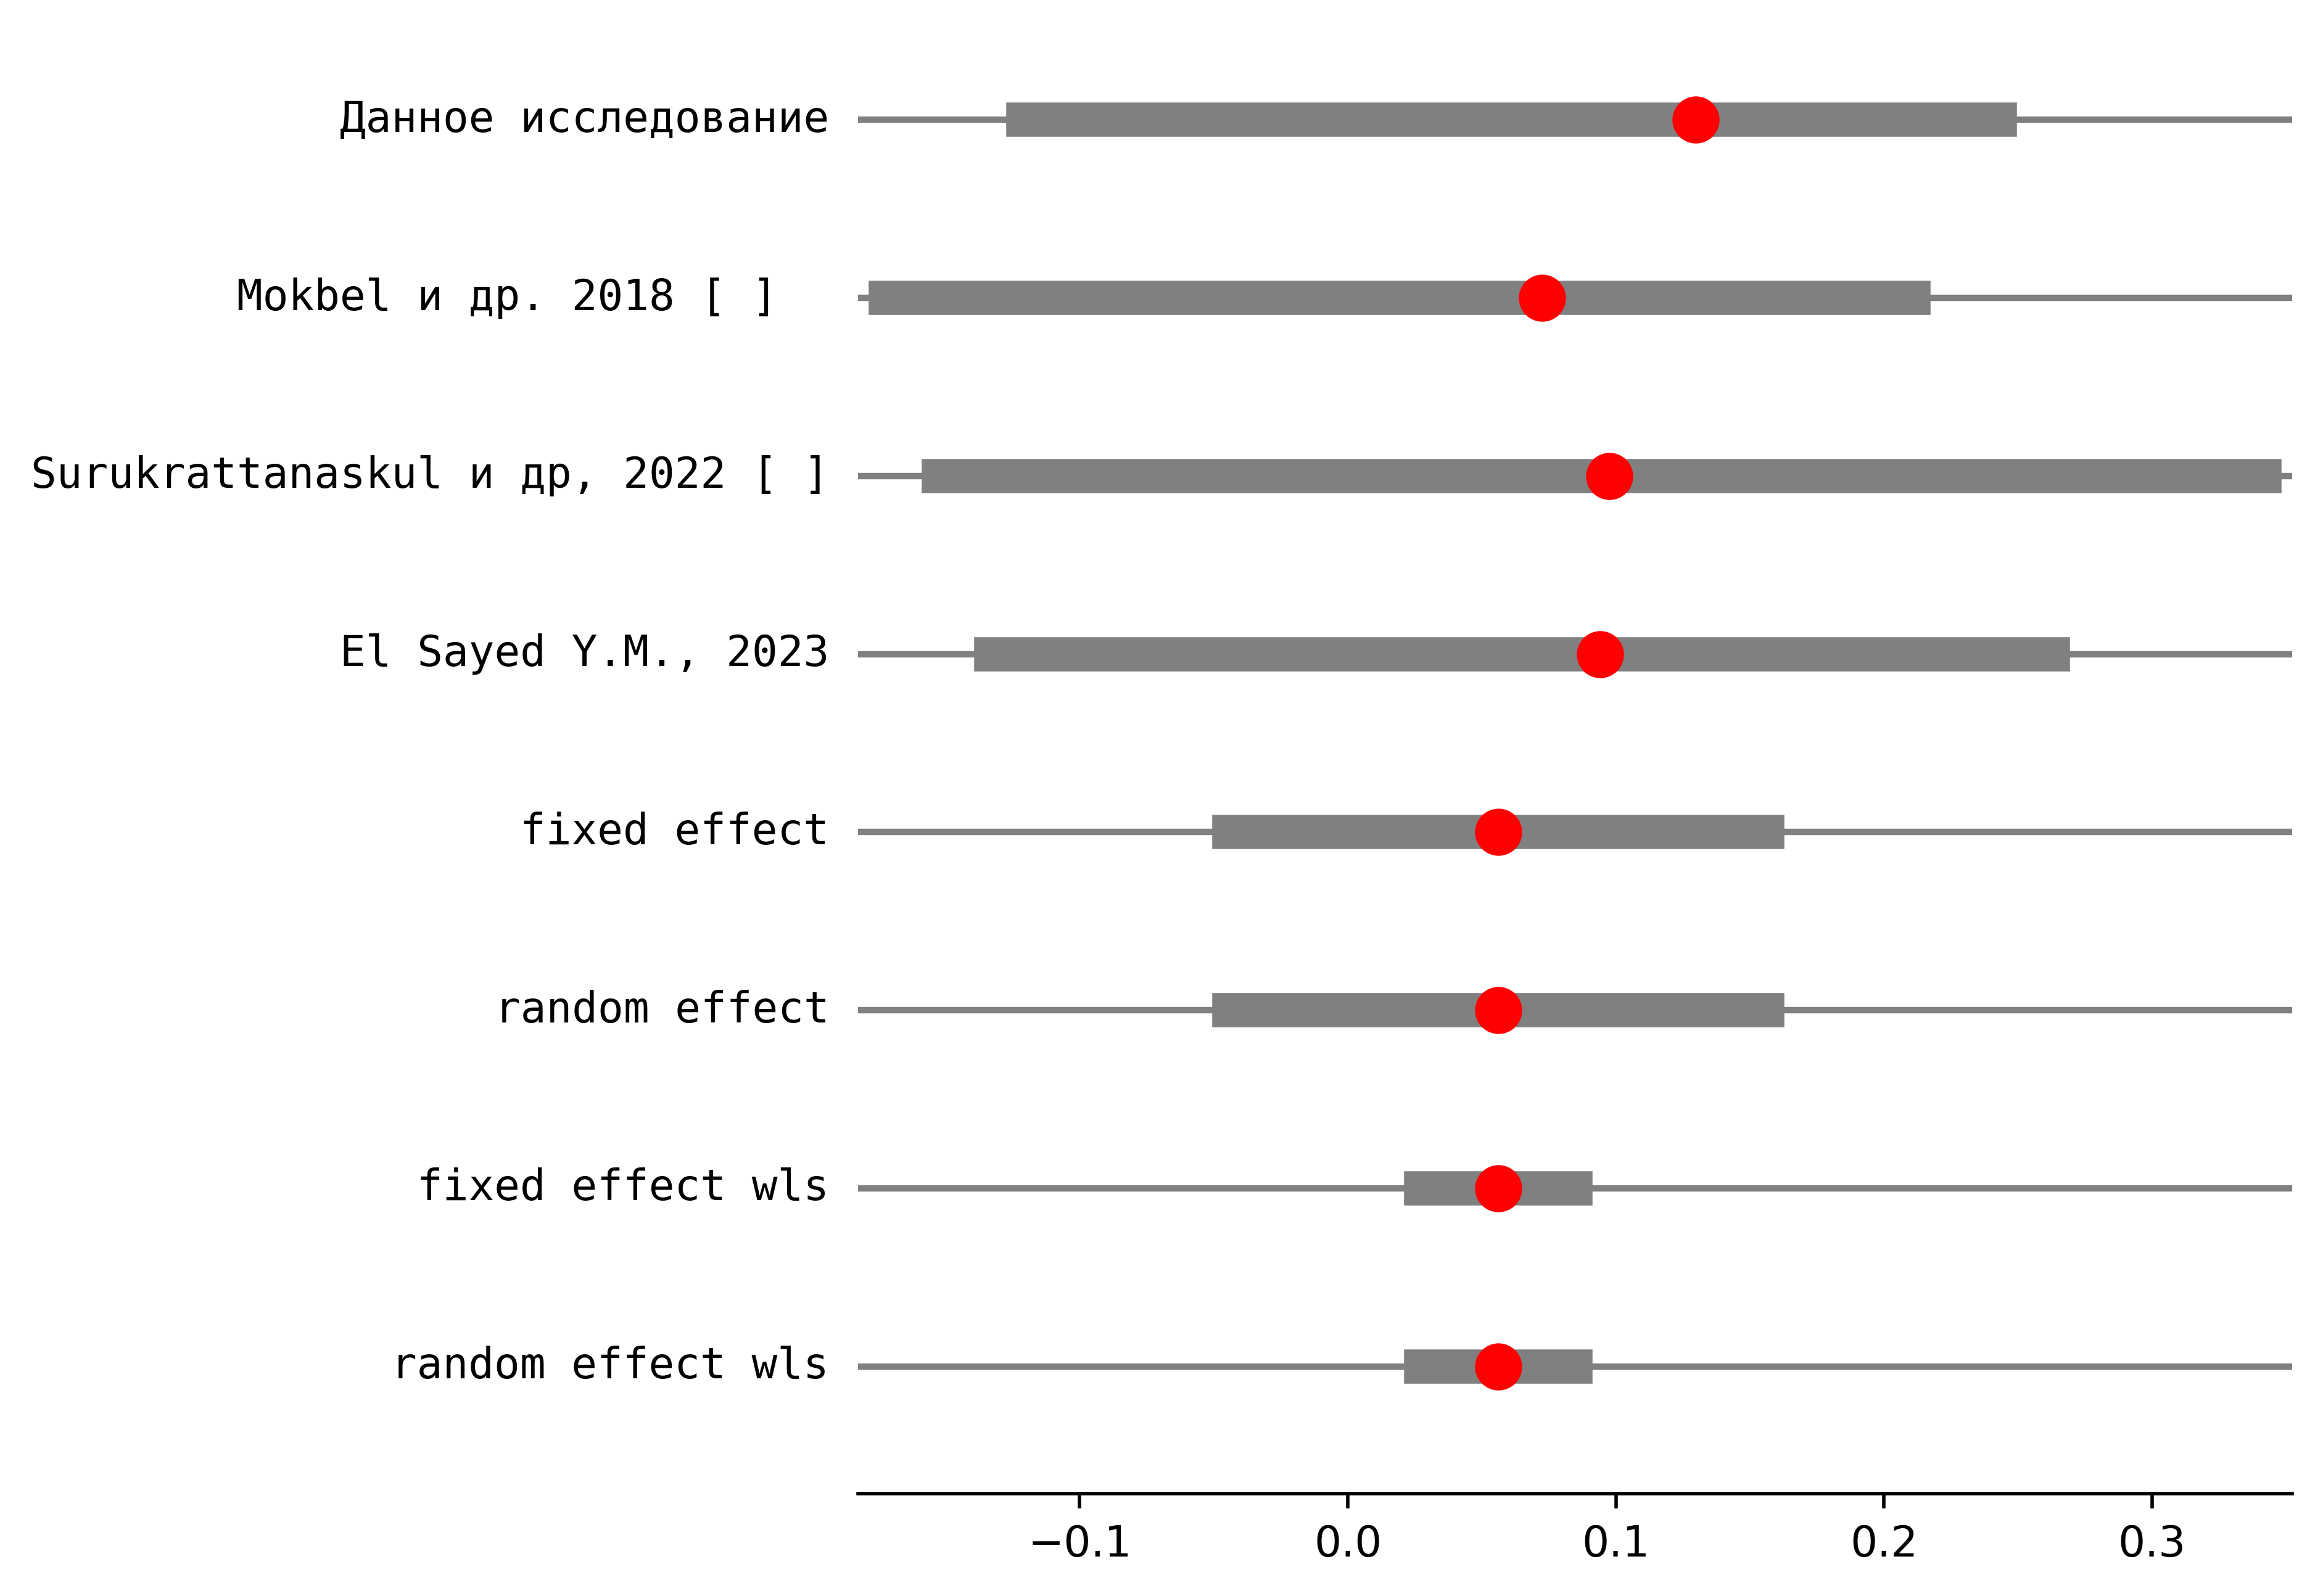 Данное исследование
Mokbel и др. 2018 [ ]
Surukrattanaskul и др, 2022 [ ]
El Sayed Y.M., 2023
fixed effect
random effect
fixed effect wls
random effect wls
−0.1 0.0 0.1 0.2 0.3